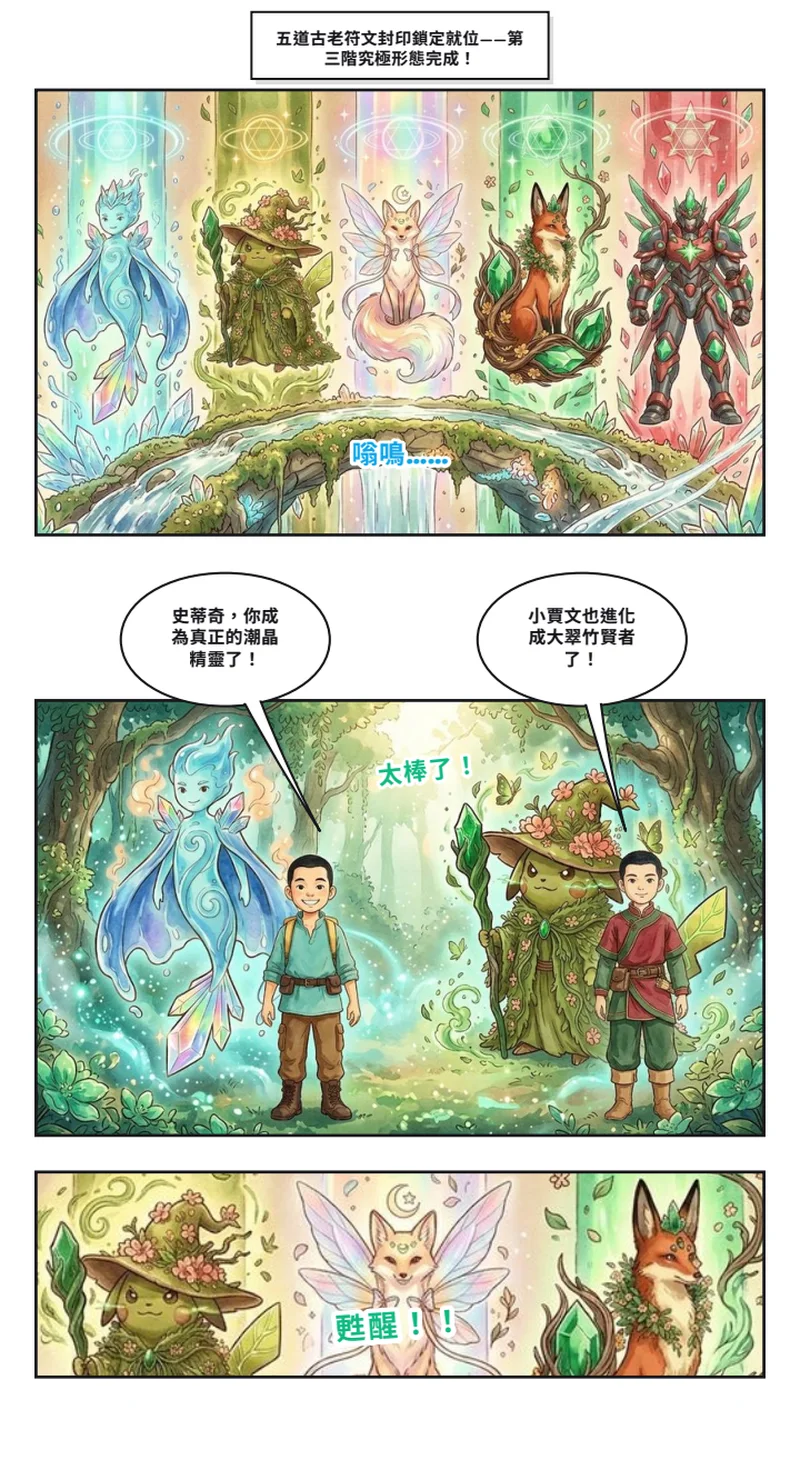 五道古老符文封印鎖定就位——第
三階究極形態完成！
嗡鳴……
史蒂奇，你成
為真正的潮晶
精靈了！
小賈文也進化
成大翠竹賢者
了！
太棒了！
甦醒！！